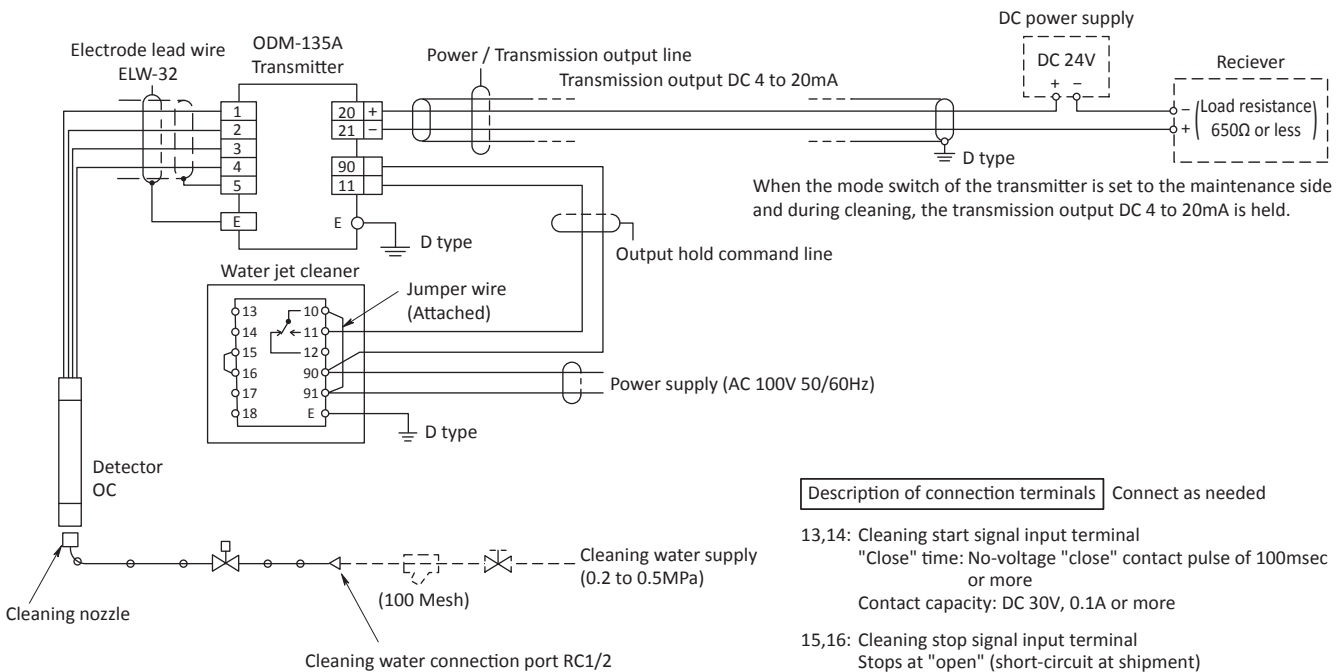 DC power supply
DC 24V
+ −
Reciever
− Load resistance
+ 650Ω or less
Electrode lead wire
ELW-32
ODM-135A
Transmitter
Power / Transmission output line
Transmission output DC 4 to 20mA
1
2
3
4
5
E
20 +
21 −
90
11
E
D type
D type
When the mode switch of the transmitter is set to the maintenance side
and during cleaning, the transmission output DC 4 to 20mA is held.
Output hold command line
Water jet cleaner
Jumper wire
(Attached)
13
14
15
16
17
18
10
11
12
90
91
E
Power supply (AC 100V 50/60Hz)
D type
Detector
OC
Cleaning nozzle
(100 Mesh)
Cleaning water supply
(0.2 to 0.5MPa)
Cleaning water connection port RC1/2
Description of connection terminals Connect as needed
13,14: Cleaning start signal input terminal
"Close" time: No-voltage "close" contact pulse of 100msec
or more
Contact capacity: DC 30V, 0.1A or more
15,16: Cleaning stop signal input terminal
Stops at "open" (short-circuit at shipment)